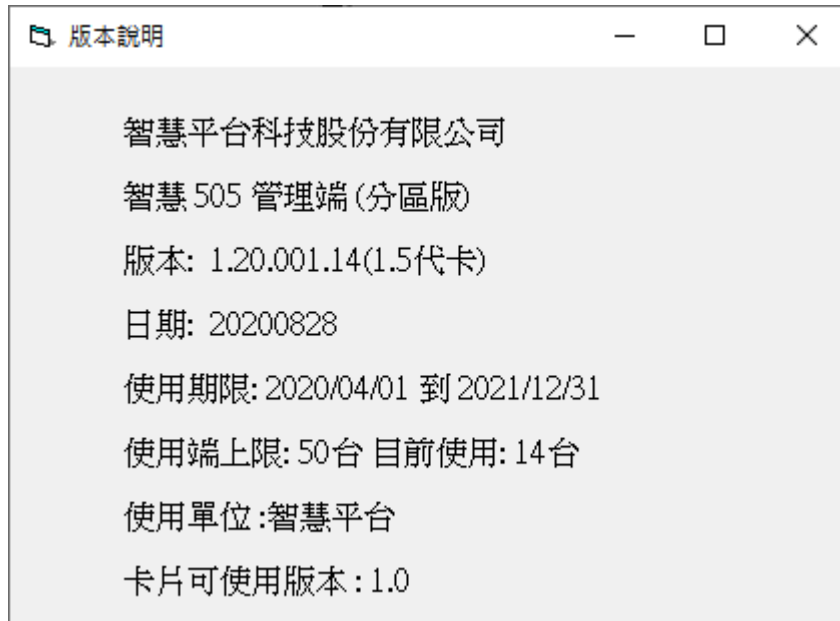 版本說明
智慧平台科技股份有限公司
智慧 505 管理端 (分區版)
版本: 1.20.001.14(1.5代卡)
日期: 20200828
使用期限: 2020/04/01 到 2021/12/31
使用端上限: 50台 目前使用: 14台
使用單位 :智慧平台
卡片可使用版本 : 1.0